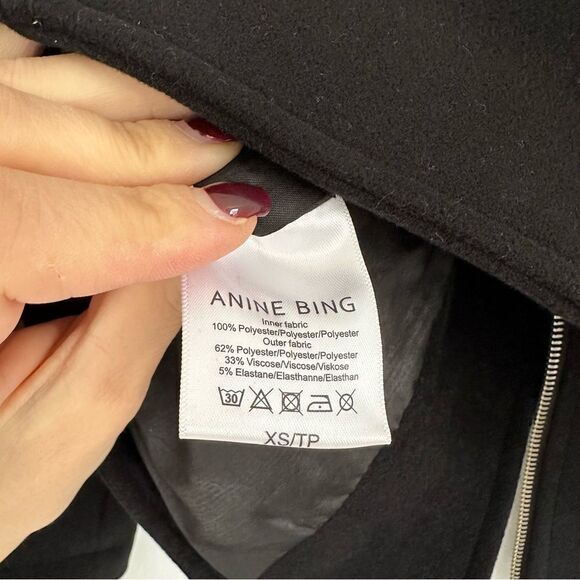 ANINE BING
Inner fabric
100% Polyester/Polyester/Polyester
Outer fabric
62% Polyester/Polyester/Polyester
33% Viscose/Viscose/Viskose
5% Elastane/Elasthanne/Elasthan
30
XS/TP